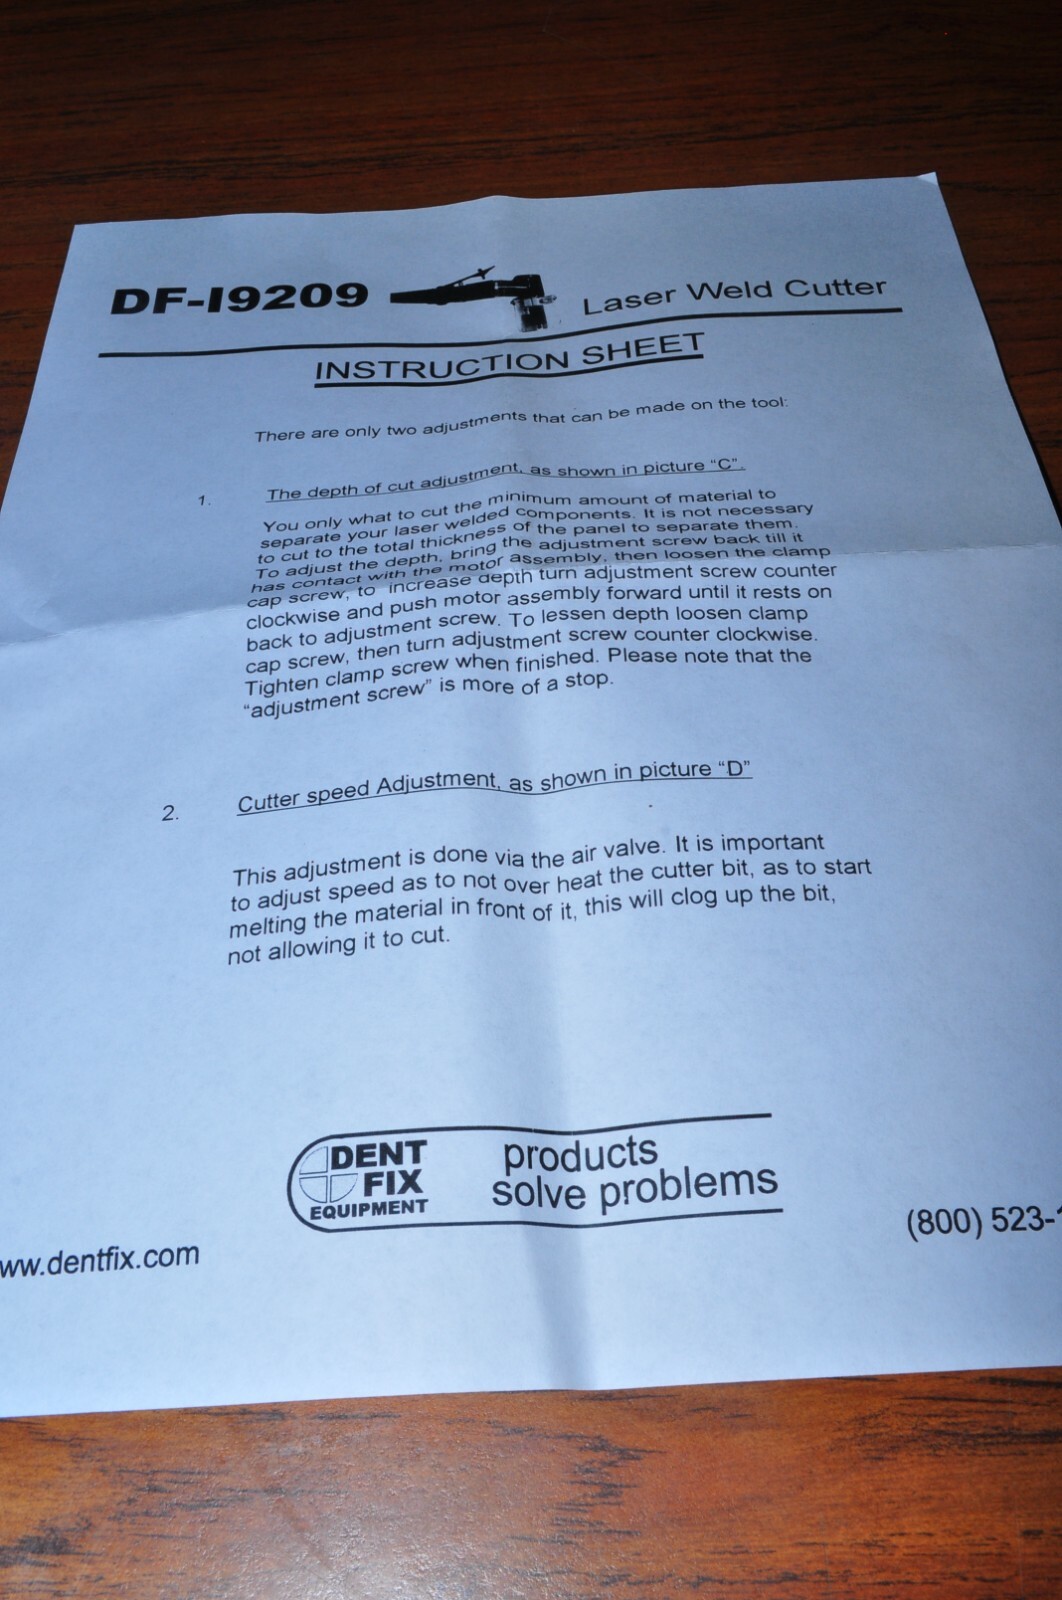 DF-I9209 Laser Weld Cutter
INSTRUCTION SHEET
There are only two adjustments that can be made on the tool:
1. The depth of cut adjustment, as shown in picture “C”.
You only what to cut the minimum amount of material to
separate your laser welded components. It is not necessary
to cut to the total thickness of the panel to separate them.
To adjust the depth, bring the adjustment screw back till it
has contact with the motor assembly, then loosen the clamp
cap screw, to increase depth turn adjustment screw counter
clockwise and push motor assembly forward until it rests on
back to adjustment screw. To lessen depth loosen clamp
cap screw, then turn adjustment screw counter clockwise.
Tighten clamp screw when finished. Please note that the
“adjustment screw” is more of a stop.
2. Cutter speed Adjustment, as shown in picture “D”
This adjustment is done via the air valve. It is important
to adjust speed as to not over heat the cutter bit, as to start
melting the material in front of it, this will clog up the bit,
not allowing it to cut.
DENT
FIX
EQUIPMENT
products
solve problems
ww.dentfix.com
(800) 523-